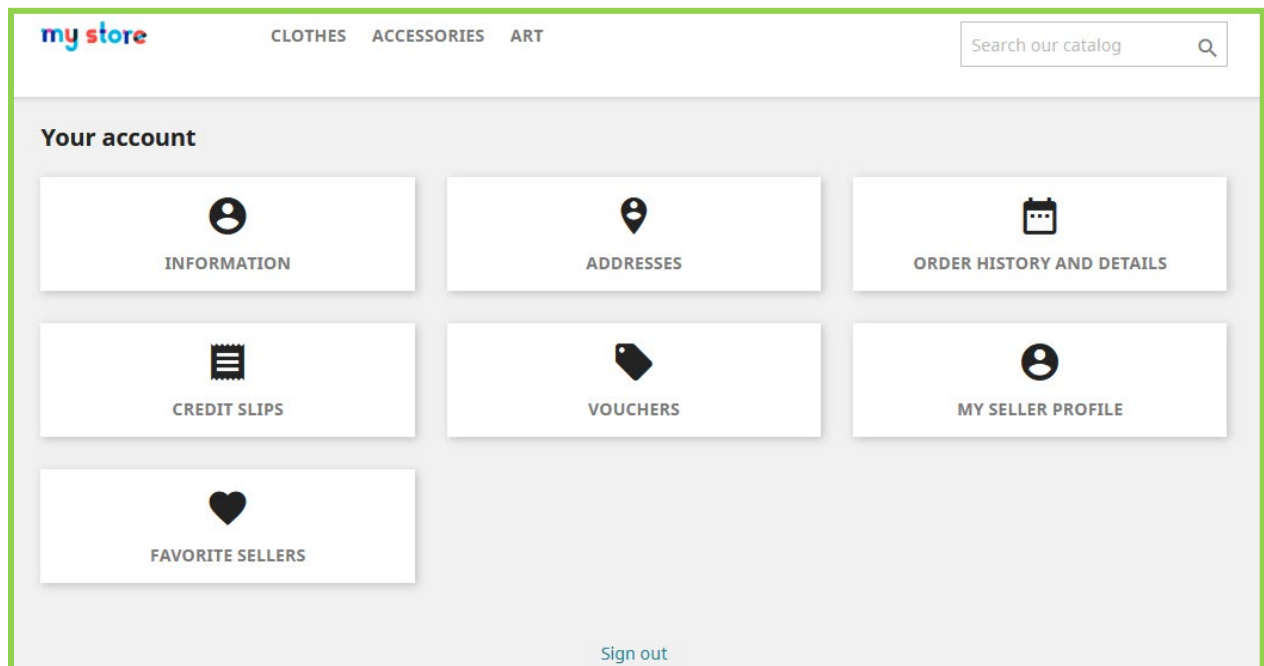 my store CLOTHES ACCESSORIES ART Search our catalog
Your account
INFORMATION ADDRESSES ORDER HISTORY AND DETAILS
CREDIT SLIPS VOUCHERS MY SELLER PROFILE
FAVORITE SELLERS
Sign out